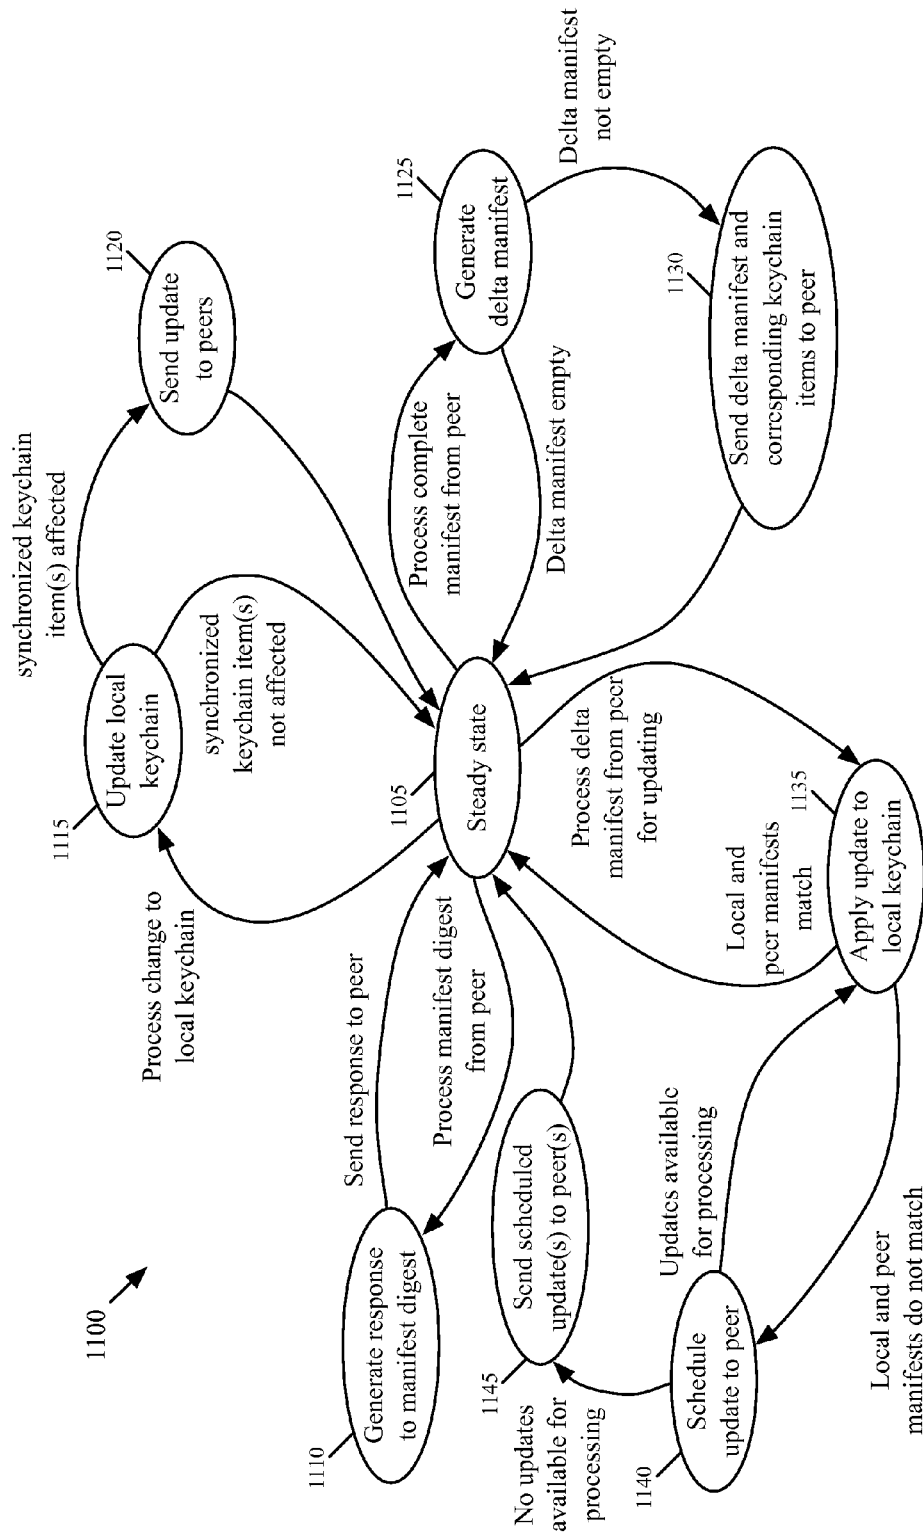 1100
Generate response
to manifest digest
1110
Send response to peer
Process manifest digest
from peer
Process change to
local keychain
Update local
keychain
1115
synchronized keychain
item(s) affected
synchronized
keychain item(s)
not affected
Send update
to peers
1120
Steady state
1105
Process complete
manifest from peer
Generate
delta manifest
1125
Delta manifest empty
Delta manifest
not empty
Send delta manifest and
corresponding keychain
items to peer
1130
Process delta
manifest from peer
for updating
Apply update to
local keychain
1135
Local and
peer manifests
match
Local and peer
manifests do not match
Schedule
update to peer
1140
Updates available
for processing
No updates
available for
processing
Send scheduled
update(s) to peer(s)
1145